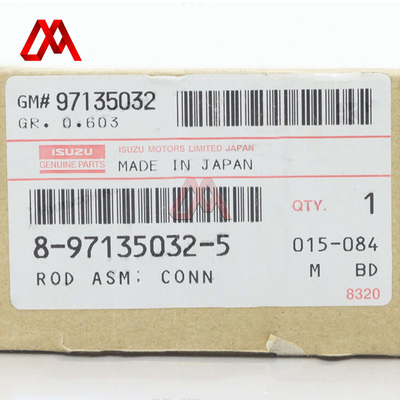 GM# 97135032
GR. 0.603
ISUZU
GENUINE PARTS
ISUZU MOTORS LIMITED JAPAN
MADE IN JAPAN
QTY. 1
8-97135032-5
015-084
ROD ASM; CONN
M BD
8320